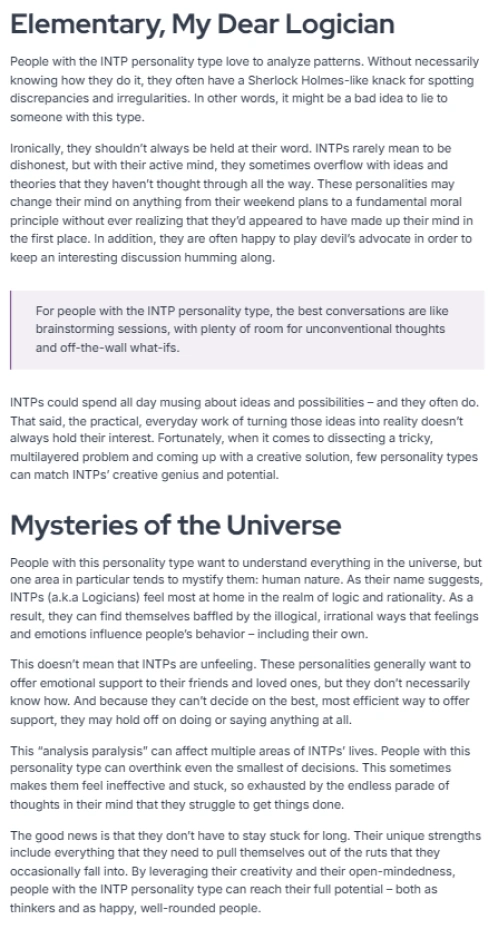 Elementary, My Dear Logician
People with the INTP personality type love to analyze patterns. Without necessarily
knowing how they do it, they often have a Sherlock Holmes-like knack for spotting
discrepancies and irregularities. In other words, it might be a bad idea to lie to
someone with this type.
Ironically, they shouldn’t always be held at their word. INTPs rarely mean to be
dishonest, but with their active mind, they sometimes overflow with ideas and
theories that they haven’t thought through all the way. These personalities may
change their mind on anything from their weekend plans to a fundamental moral
principle without ever realizing that they’d appeared to have made up their mind in
the first place. In addition, they are often happy to play devil’s advocate in order to
keep an interesting discussion humming along.
For people with the INTP personality type, the best conversations are like
brainstorming sessions, with plenty of room for unconventional thoughts
and off-the-wall what-ifs.
INTPs could spend all day musing about ideas and possibilities – and they often do.
That said, the practical, everyday work of turning those ideas into reality doesn’t
always hold their interest. Fortunately, when it comes to dissecting a tricky,
multilayered problem and coming up with a creative solution, few personality types
can match INTPs’ creative genius and potential.
Mysteries of the Universe
People with this personality type want to understand everything in the universe, but
one area in particular tends to mystify them: human nature. As their name suggests,
INTPs (a.k.a Logicians) feel most at home in the realm of logic and rationality. As a
result, they can find themselves baffled by the illogical, irrational ways that feelings
and emotions influence people’s behavior – including their own.
This doesn’t mean that INTPs are unfeeling. These personalities generally want to
offer emotional support to their friends and loved ones, but they don’t necessarily
know how. And because they can’t decide on the best, most efficient way to offer
support, they may hold off on doing or saying anything at all.
This “analysis paralysis” can affect multiple areas of INTPs’ lives. People with this
personality type can overthink even the smallest of decisions. This sometimes
makes them feel ineffective and stuck, so exhausted by the endless parade of
thoughts in their mind that they struggle to get things done.
The good news is that they don’t have to stay stuck for long. Their unique strengths
include everything that they need to pull themselves out of the ruts that they
occasionally fall into. By leveraging their creativity and their open-mindedness,
people with the INTP personality type can reach their full potential – both as
thinkers and as happy, well-rounded people.